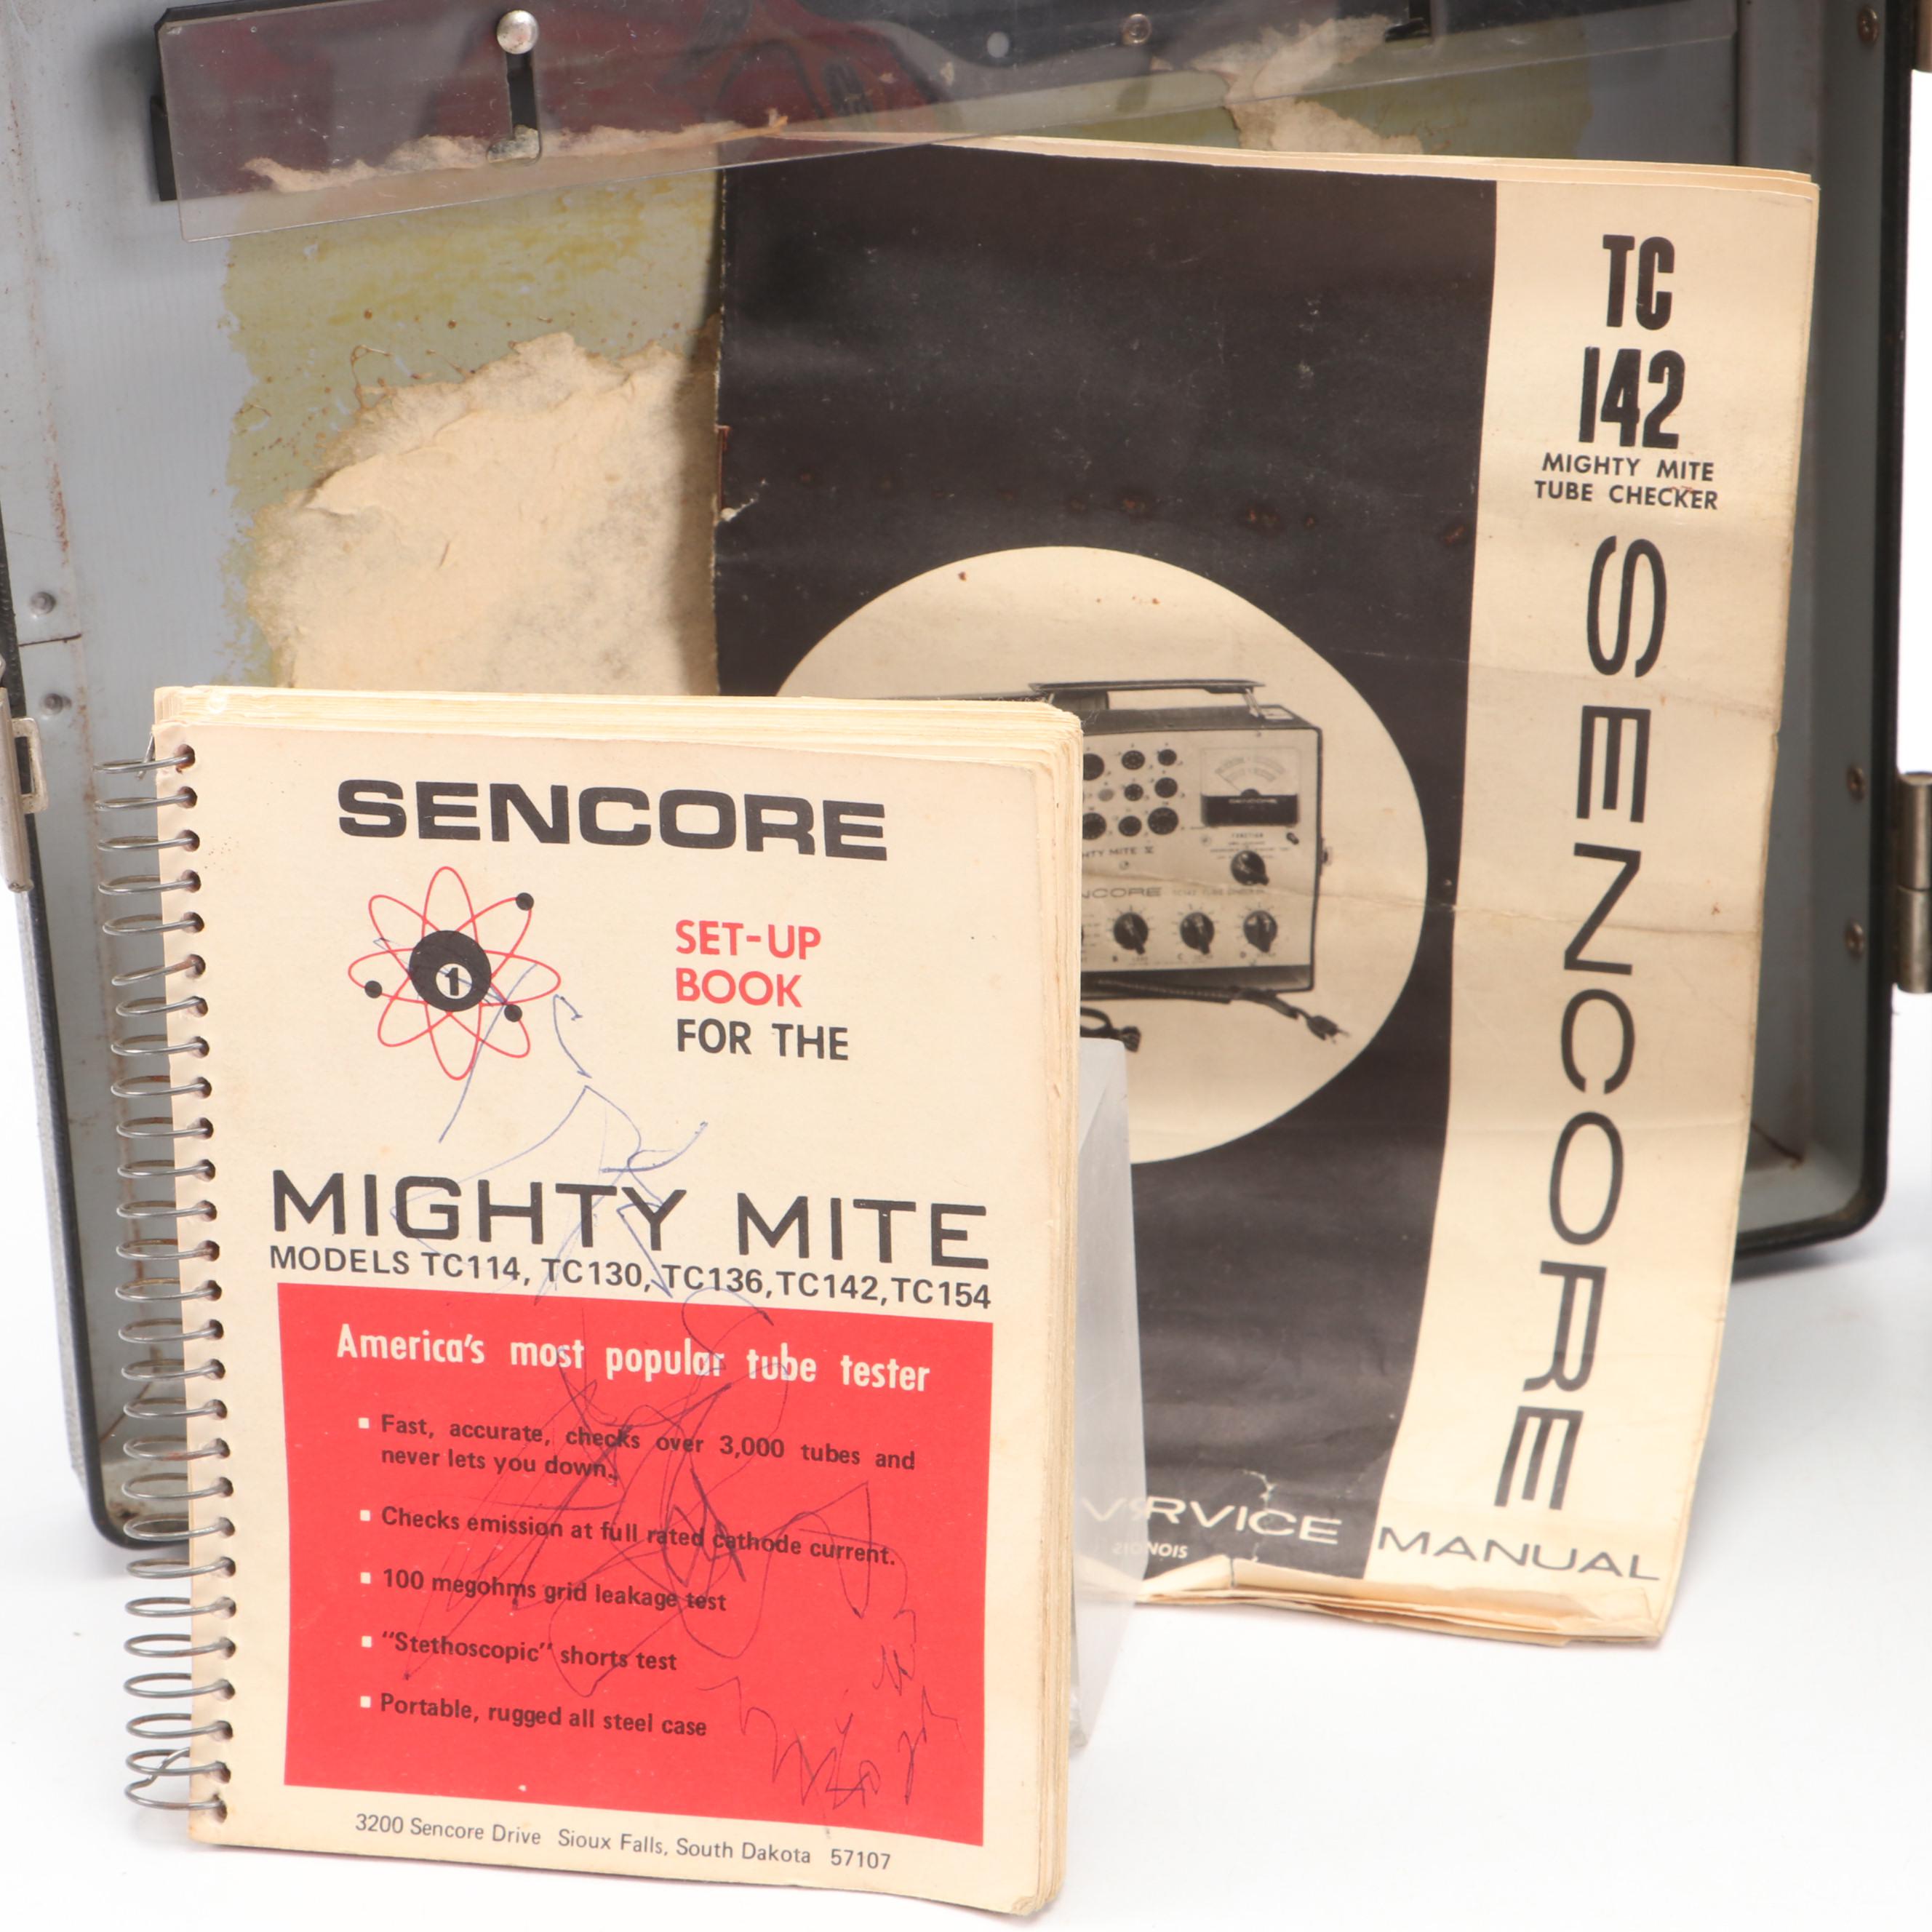 TC
142
MIGHTY MITE
TUBE CHECKER
SENCORE
MANUAL
SENCORE
1
SET-UP
BOOK
FOR THE
MIGHTY MITE
MODELS TC114, TC130, TC136, TC142, TC154
America's most popular tube tester
▪ Fast, accurate, checks over 3,000 tubes and
never lets you down.
▪ Checks emission at full rated cathode current.
▪ 100 megohms grid leakage test
▪ "Stethoscopic" shorts test
▪ Portable, rugged all steel case
3200 Sencore Drive Sioux Falls, South Dakota 57107